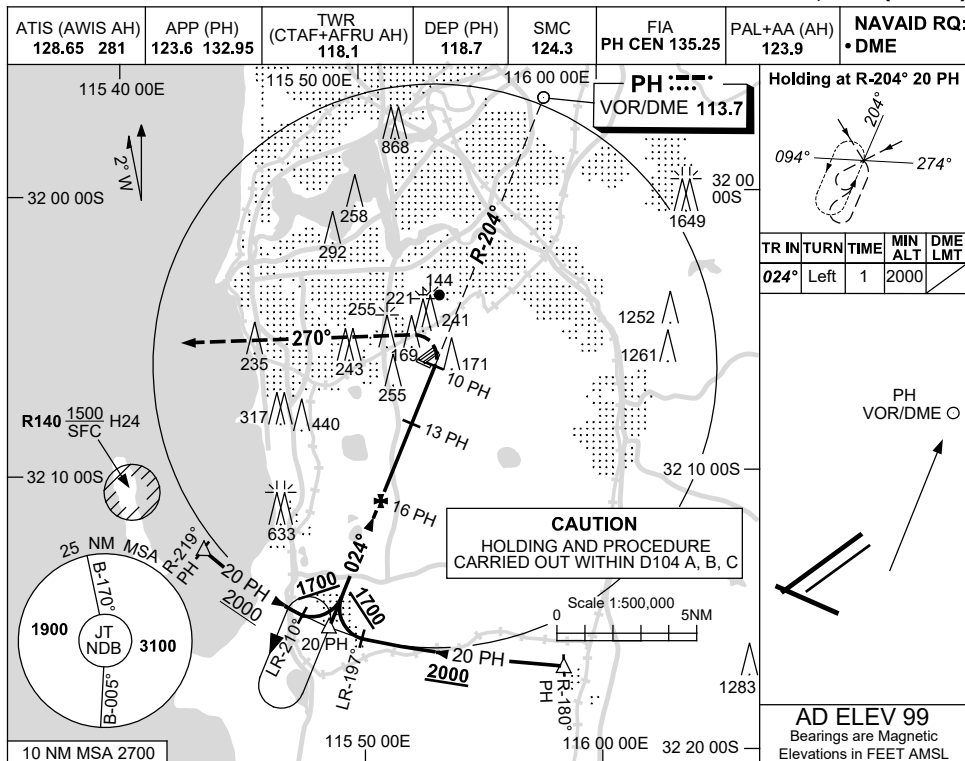 ATIS (AWIS AH)
128.65 281
APP (PH)
123.6 132.95
TWR
(CTAF+AFRU AH)
118.1
DEP (PH)
118.7
SMC
124.3
FIA
PH CEN 135.25
PAL+AA (AH)
123.9
NAVAID RQ:
• DME
115 40 00E
115 50 00E
116 00 00E
PH
VOR/DME 113.7
2° W
868
32 00 00S
32 00
00S
258
1649
292
R-204°
144
221
255
241
1252
270°
235
243
169
171
1261
255
10 PH
317
440
R140 1500 H24
SFC
13 PH
32 10 00S
32 10 00S
16 PH
633
CAUTION
HOLDING AND PROCEDURE
CARRIED OUT WITHIN D104 A, B, C
024°
R-219°
PH
25 NM MSA
B-170°
20 PH
2000
1700
1700
Scale 1:500,000
0 5NM
1900
JT
NDB
3100
LR-210°
20 PH
LR-197°
20 PH
2000
R-180°
PH
1283
B-005°
10 NM MSA 2700
115 50 00E
116 00 00E
32 20 00S
Holding at R-204° 20 PH
204°
094°
274°
TR IN TURN TIME MIN ALT DME LMT
024° Left 1 2000
PH
VOR/DME
AD ELEV 99
Bearings are Magnetic
Elevations in FEET AMSL